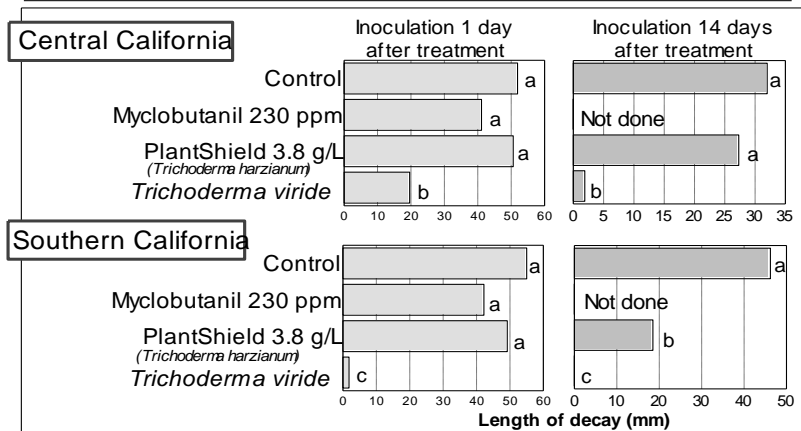 Central California
Inoculation 1 day
after treatment
Inoculation 14 days
after treatment
Control
a
a
Myclobutanil 230 ppm
a
Not done
PlantShield 3.8 g/L
(Trichoderma harzianum)
a
a
Trichoderma viride
b
b
0 10 20 30 40 50 60
0 5 10 15 20 25 30 35
Southern California
Control
a
a
Myclobutanil 230 ppm
a
Not done
PlantShield 3.8 g/L
(Trichoderma harzianum)
a
b
Trichoderma viride
c
c
0 10 20 30 40 50 60
0 10 20 30 40 50
Length of decay (mm)